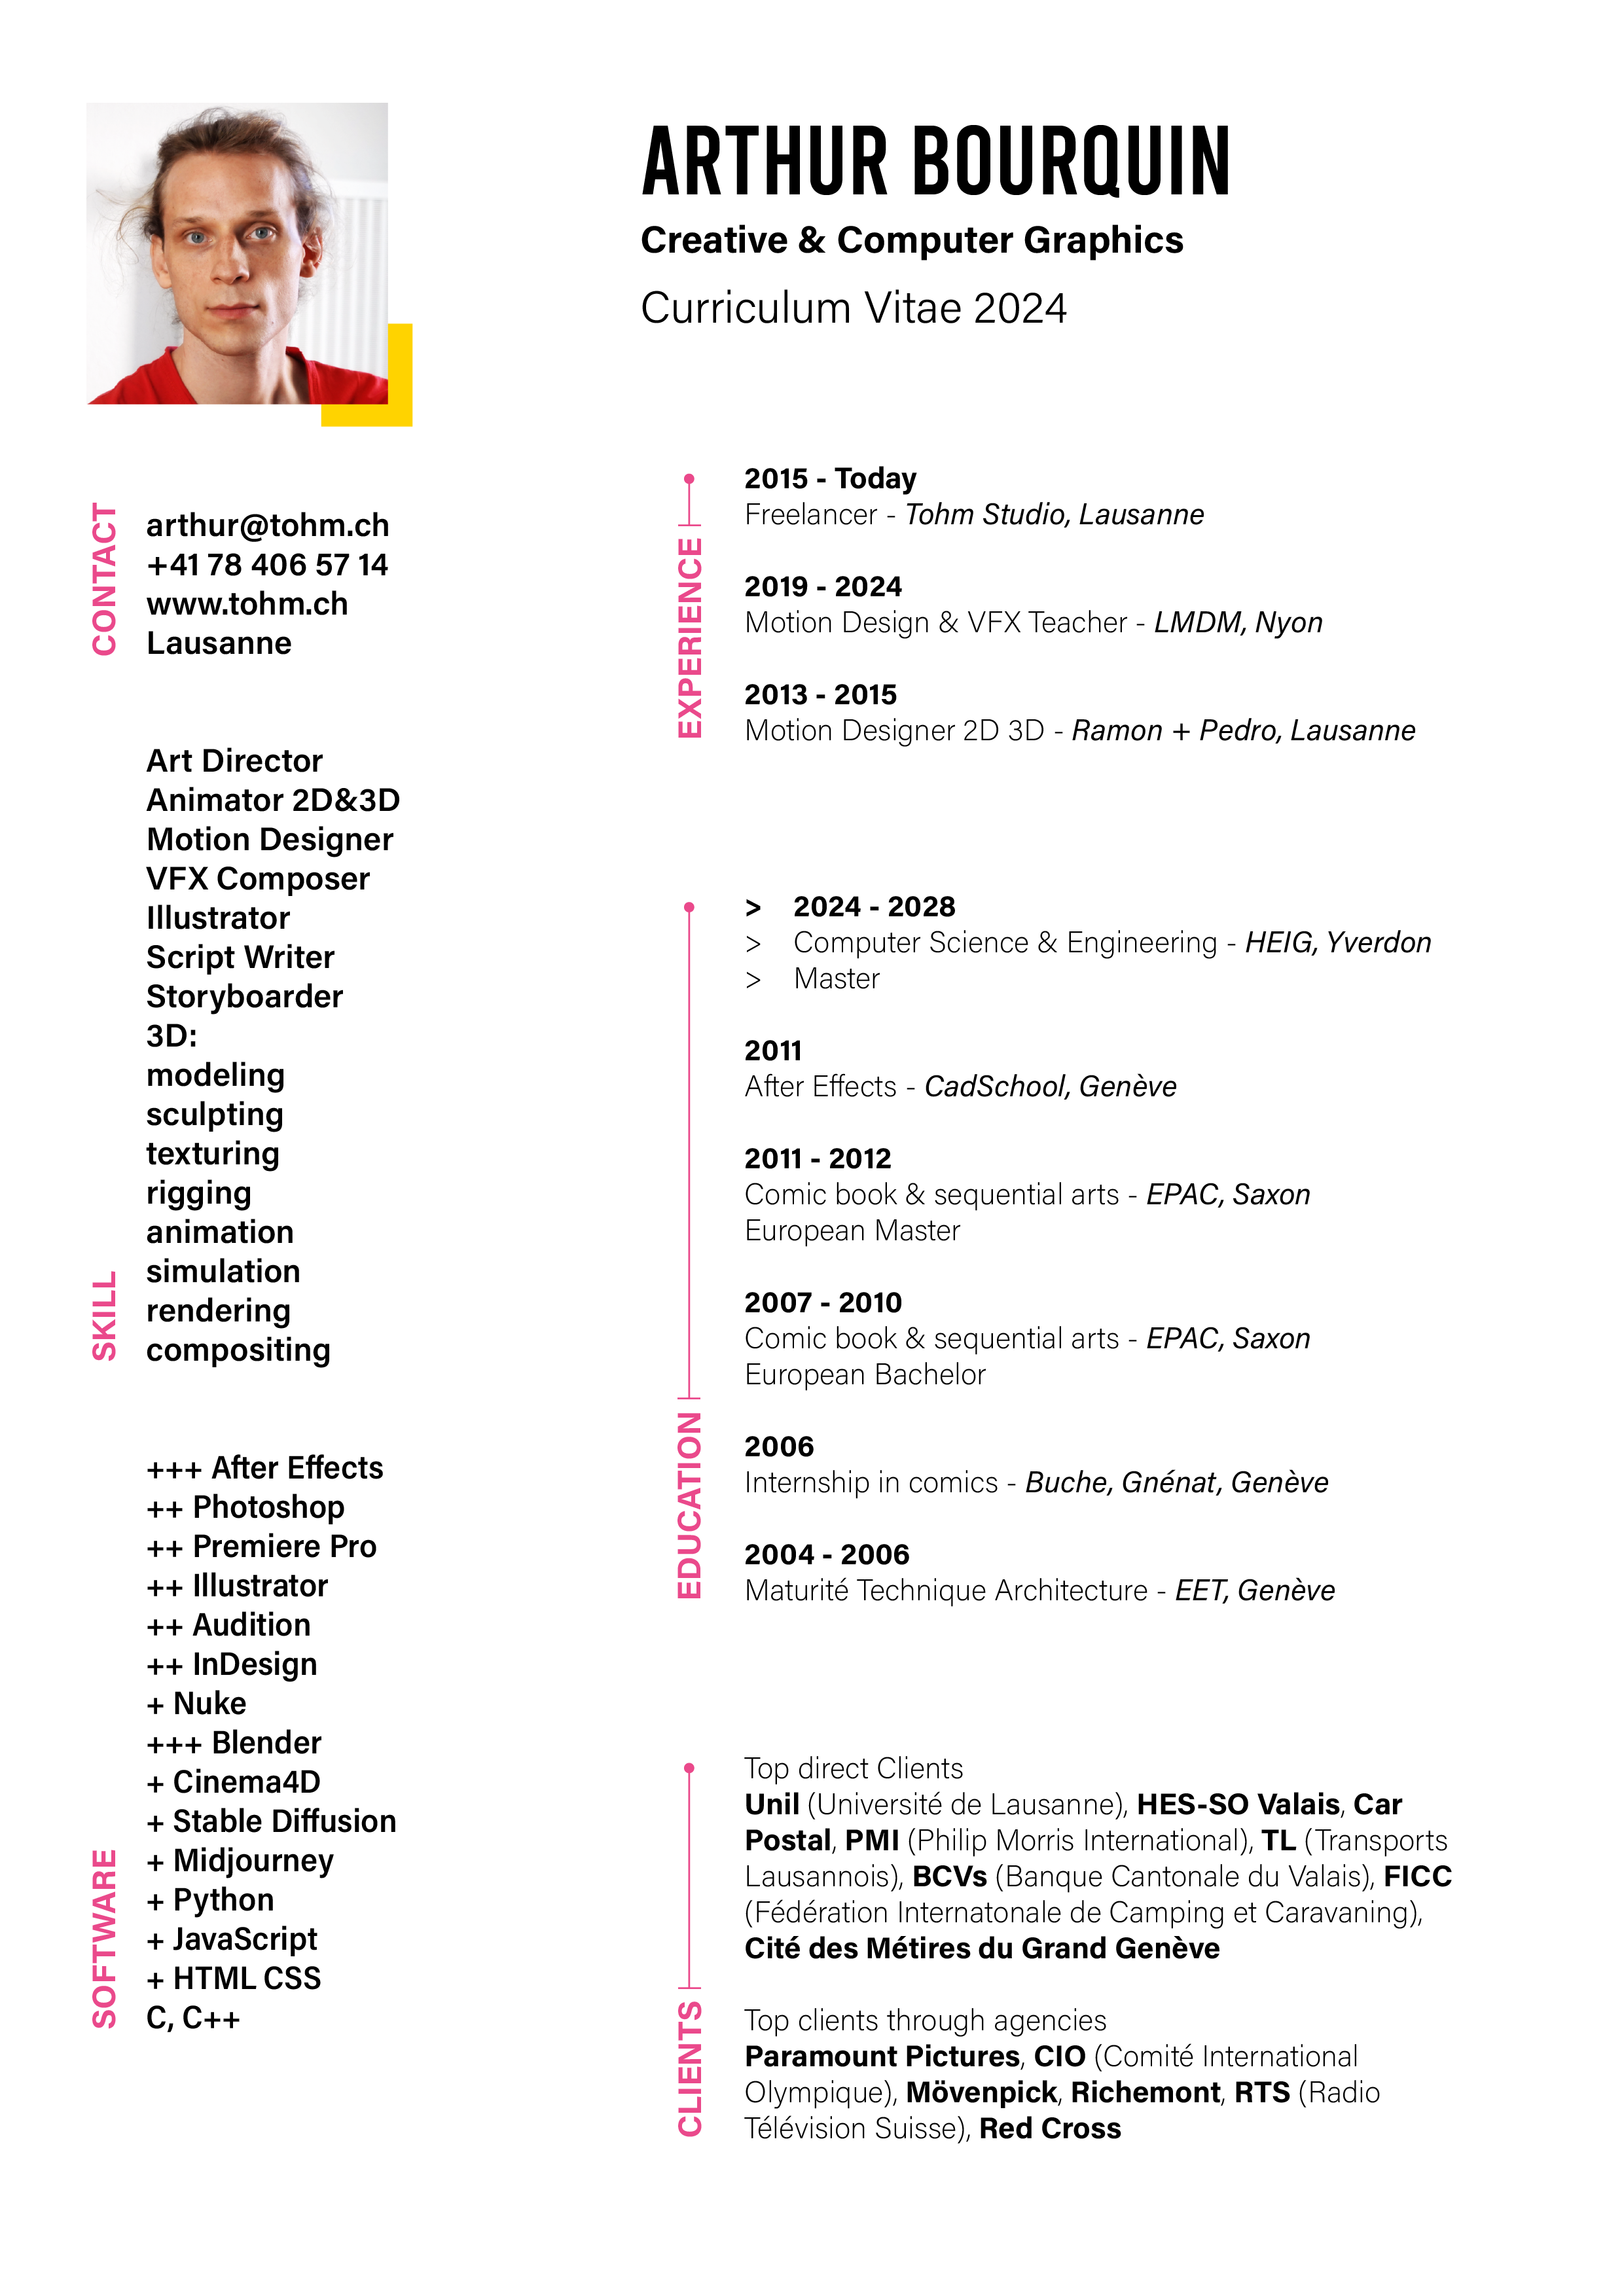 ARTHUR BOURQUIN
Creative & Computer Graphics
Curriculum Vitae 2024
CONTACT
arthur@tohm.ch
+41 78 406 57 14
www.tohm.ch
Lausanne
SKILL
Art Director
Animator 2D&3D
Motion Designer
VFX Composer
Illustrator
Script Writer
Storyboarder
3D:
modeling
sculpting
texturing
rigging
animation
simulation
rendering
compositing
SOFTWARE
+++ After Effects
++ Photoshop
++ Premiere Pro
++ Illustrator
++ Audition
++ InDesign
+ Nuke
+++ Blender
+ Cinema4D
+ Stable Diffusion
+ Midjourney
+ Python
+ JavaScript
+ HTML CSS
C, C++
EXPERIENCE
2015 - Today
Freelancer - Tohm Studio, Lausanne
2019 - 2024
Motion Design & VFX Teacher - LMDM, Nyon
2013 - 2015
Motion Designer 2D 3D - Ramon + Pedro, Lausanne
EDUCATION
> 2024 - 2028
> Computer Science & Engineering - HEIG, Yverdon
> Master
2011
After Effects - CadSchool, Genève
2011 - 2012
Comic book & sequential arts - EPAC, Saxon
European Master
2007 - 2010
Comic book & sequential arts - EPAC, Saxon
European Bachelor
2006
Internship in comics - Buche, Gnénat, Genève
2004 - 2006
Maturité Technique Architecture - EET, Genève
CLIENTS
Top direct Clients
Unil (Université de Lausanne), HES-SO Valais, Car
Postal, PMI (Philip Morris International), TL (Transports
Lausannois), BCVs (Banque Cantonale du Valais), FICC
(Fédération Internatonale de Camping et Caravaning),
Cité des Métires du Grand Genève
Top clients through agencies
Paramount Pictures, CIO (Comité International
Olympique), Mövenpick, Richemont, RTS (Radio
Télévision Suisse), Red Cross